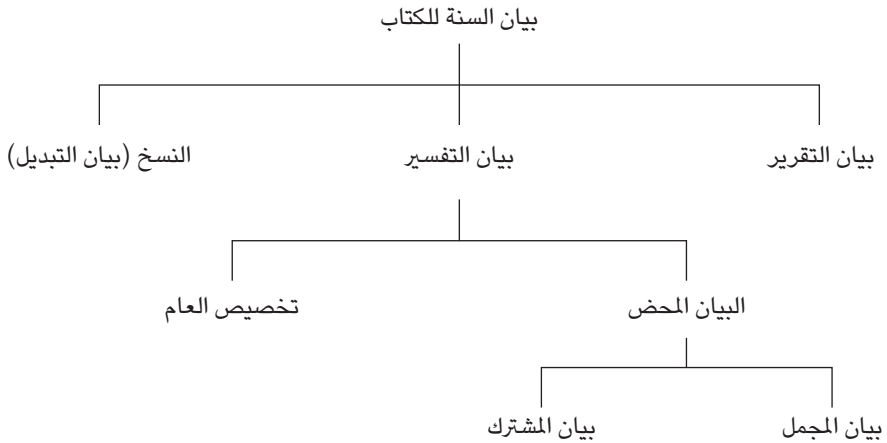 بيان السنة للكتاب
بيان التقرير
بيان التفسير
النسخ (بيان التبديل)
البيان المحض
تخصيص العام
بيان المجمل
بيان المشترك